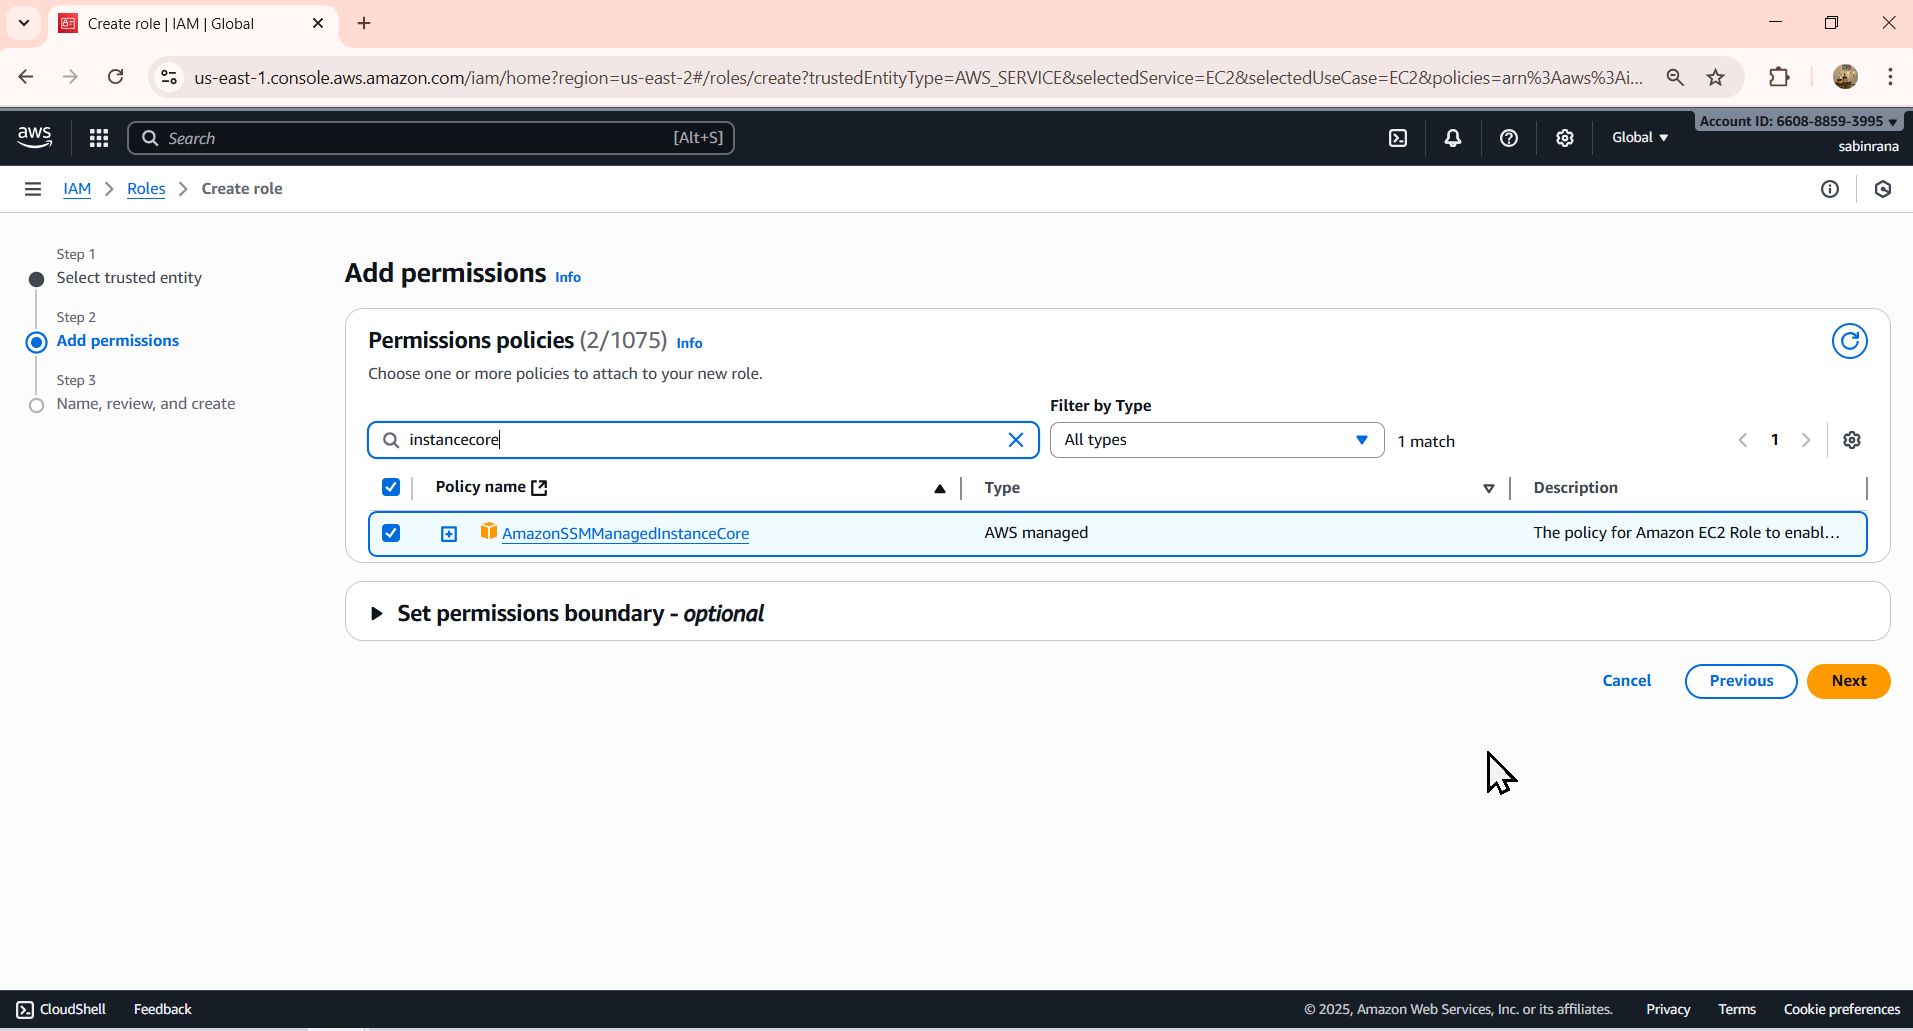 Create role | IAM | Global
us-east-1.console.aws.amazon.com/iam/home?region=us-east-2#/roles/create?trustedEntityType=AWS_SERVICE&selectedService=EC2&selectedUseCase=EC2&policies=arn%3Aaws%3Ai...
aws
Search
[Alt+S]
Global
Account ID: 6608-8859-3995
sabinrana
IAM
Roles
Create role
Step 1
Select trusted entity
Step 2
Add permissions
Step 3
Name, review, and create
Add permissions Info
Permissions policies (2/1075) Info
Choose one or more policies to attach to your new role.
Filter by Type
instancecore
All types
1 match
1
Policy name
Type
Description
AmazonSSMManagedInstanceCore
AWS managed
The policy for Amazon EC2 Role to enabl...
Set permissions boundary - optional
Cancel
Previous
Next
CloudShell
Feedback
© 2025, Amazon Web Services, Inc. or its affiliates.
Privacy
Terms
Cookie preferences